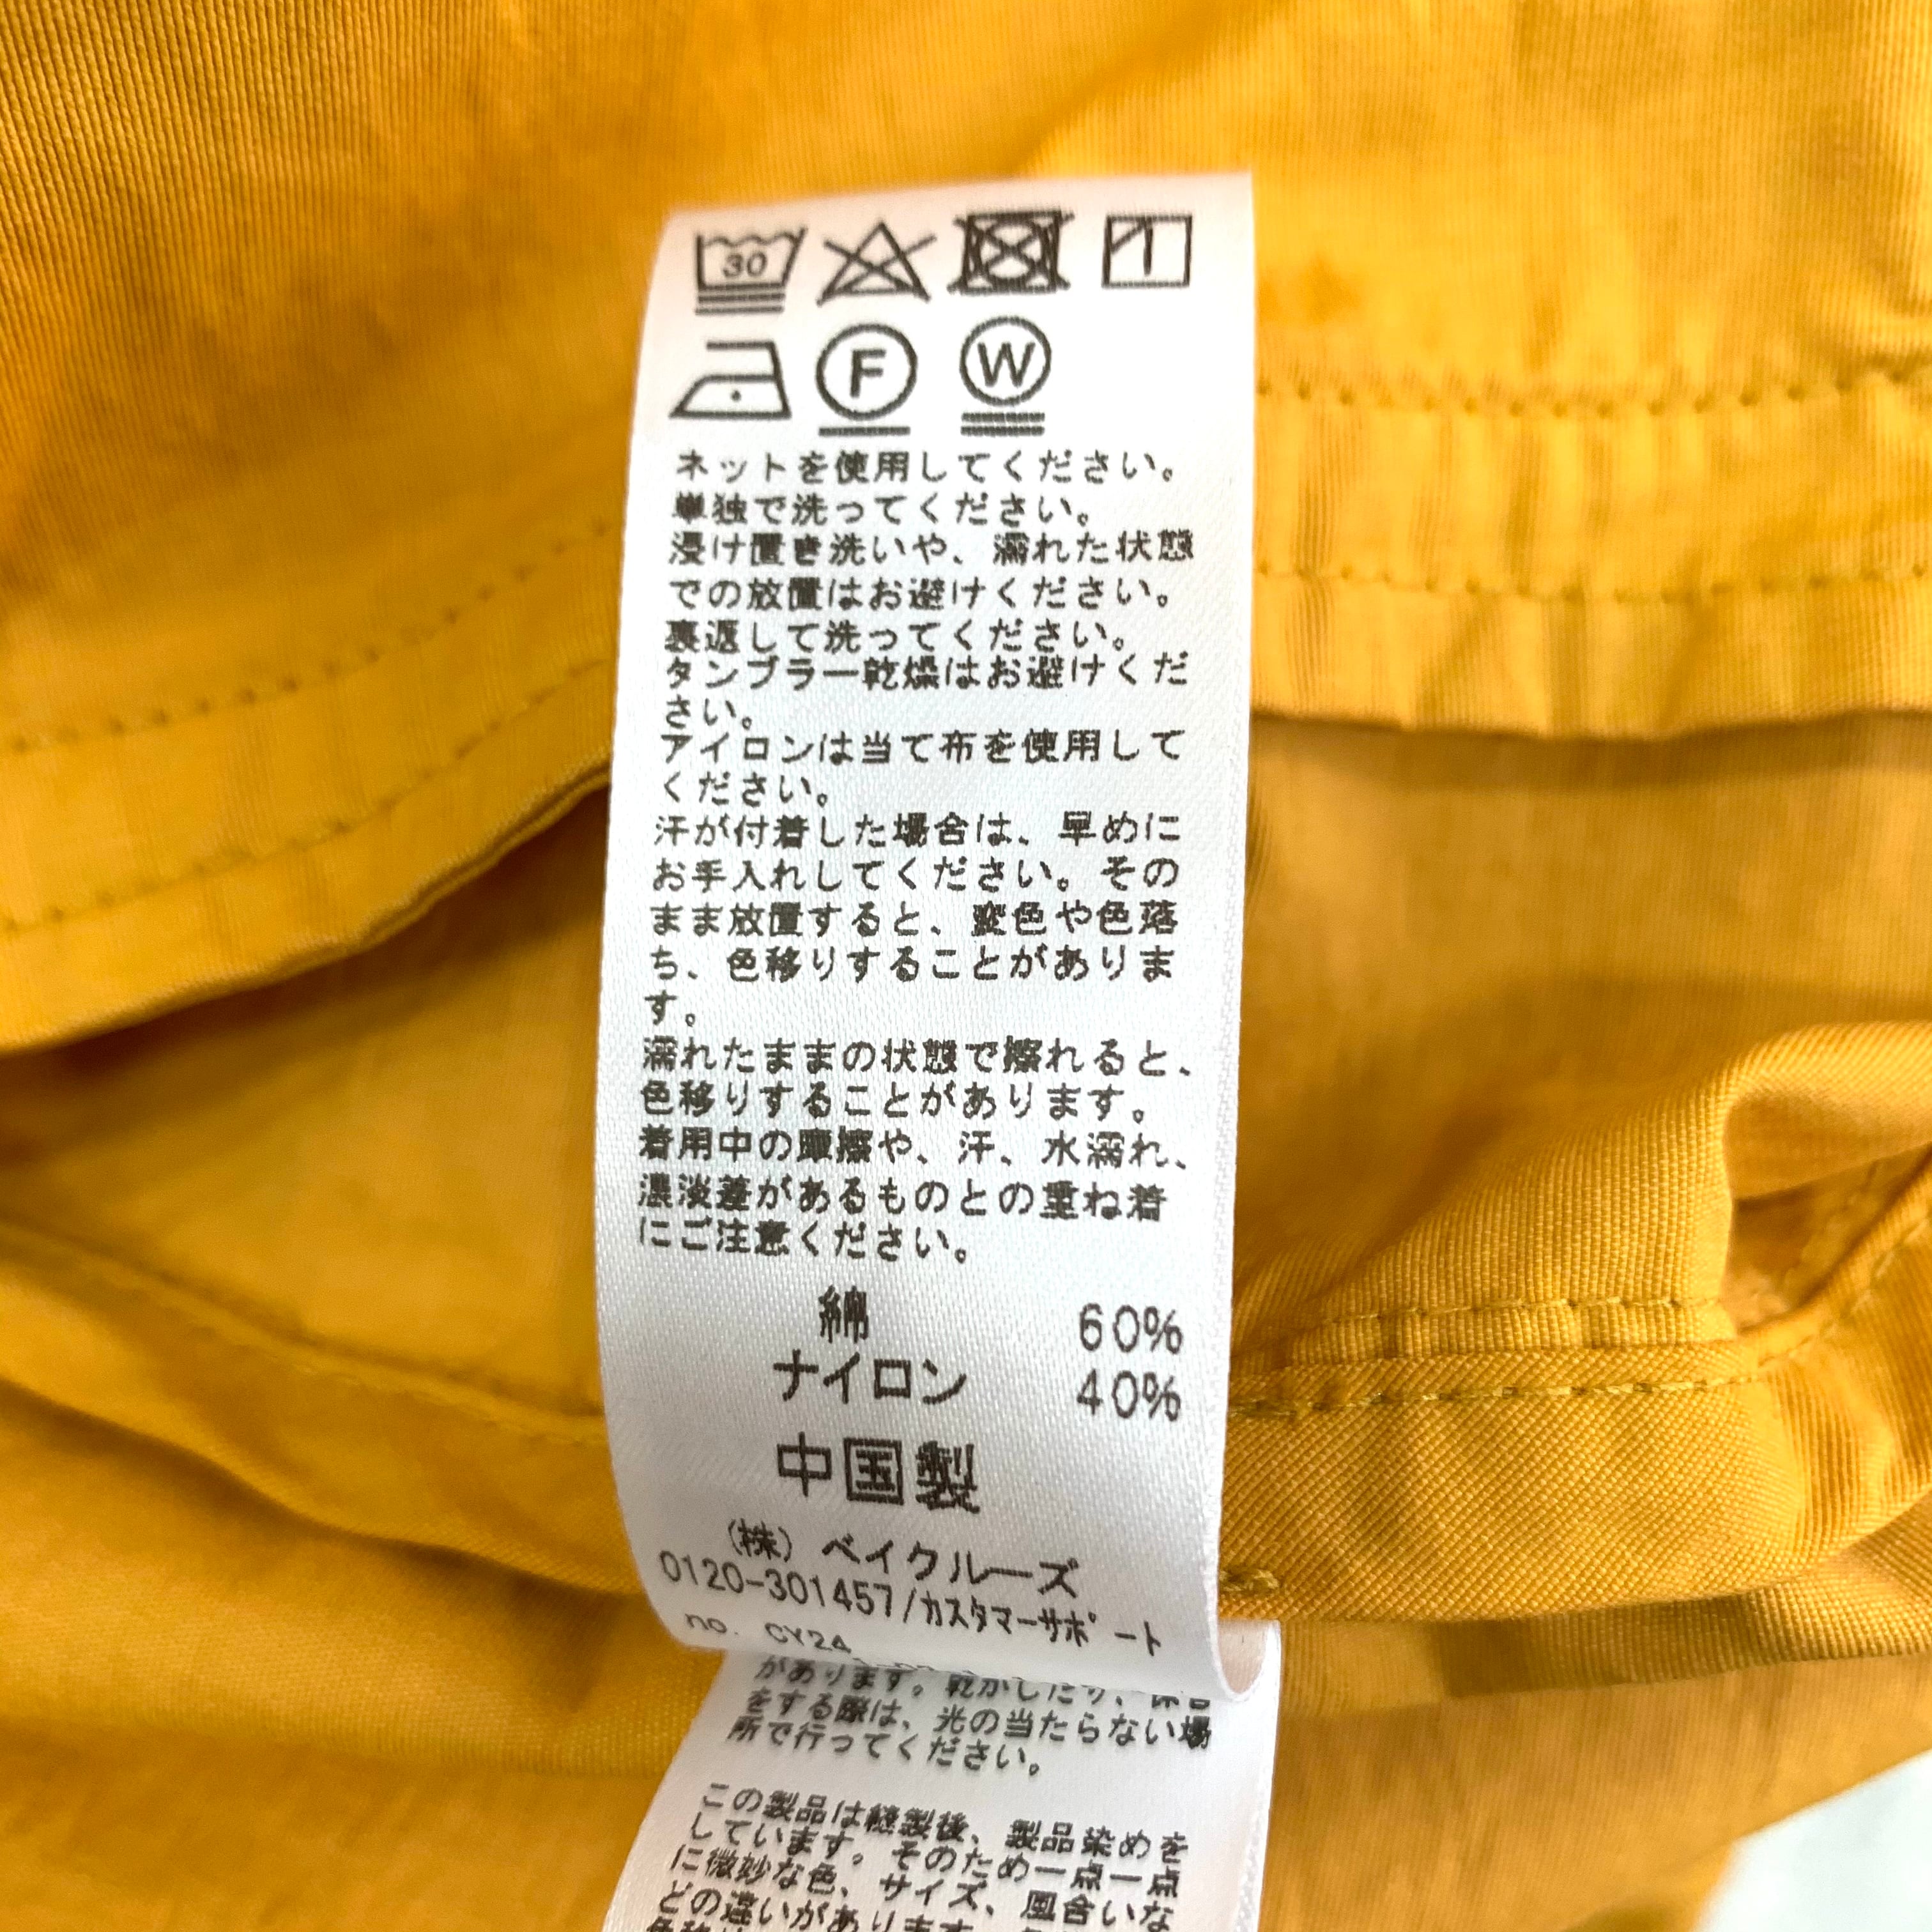 30
F
W
ネットを使用してください。
単独で洗ってください。
浸け置き洗いや、濡れた状態
での放置はお避けください。
裏返して洗ってください。
タンブラー乾燥はお避けくだ
さい。
アイロンは当て布を使用して
ください。
汗が付着した場合は、早めに
お手入れしてください。その
まま放置すると、変色や色落
ち、色移りすることがありま
す。
濡れたままの状態で擦れると、
色移りすることがあります。
着用中の摩擦や、汗、水濡れ、
濃淡差があるものとの重ね着
にご注意ください。
綿 60%
ナイロン 40%
中国製
(株) ベイクルーズ
0120-301457/カスタマーサポート
no. CY24
があります。乾かしたり、保管
をする際は、光の当たらない場
所で行ってください。
この製品は縫製後、製品染めを
しています。そのため一点一点
に微妙な色、サイズ、風合いな
どの違いがあります。